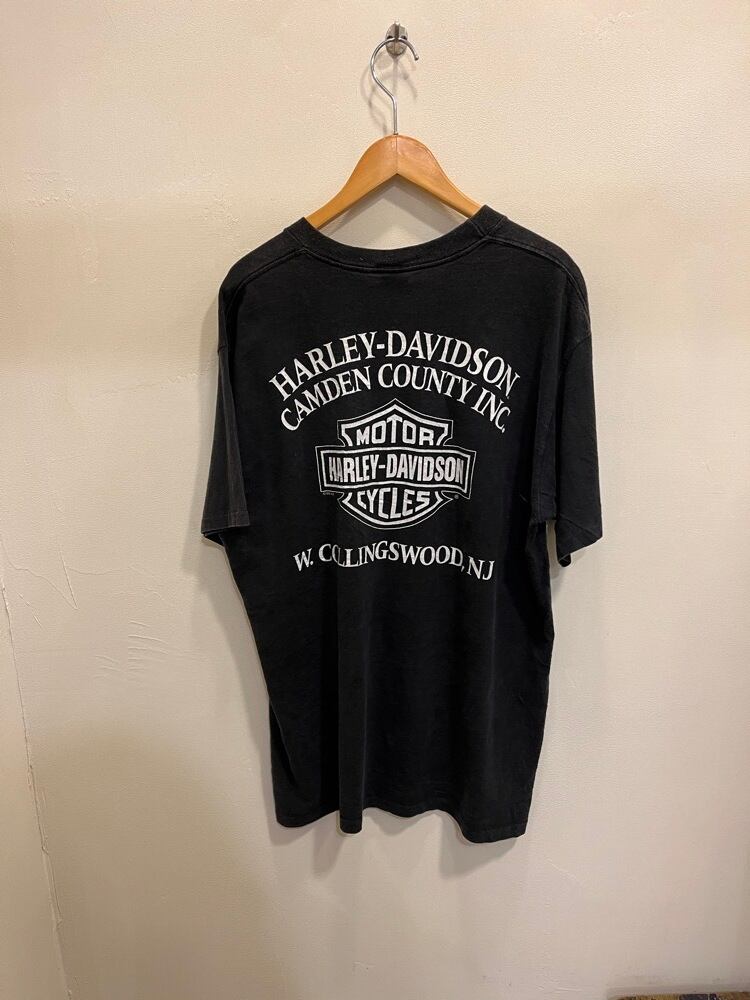 HARLEY-DAVIDSON
CAMDEN COUNTY INC.
MOTOR
HARLEY-DAVIDSON
CYCLES
®
W. COLLINGSWOOD, NJ